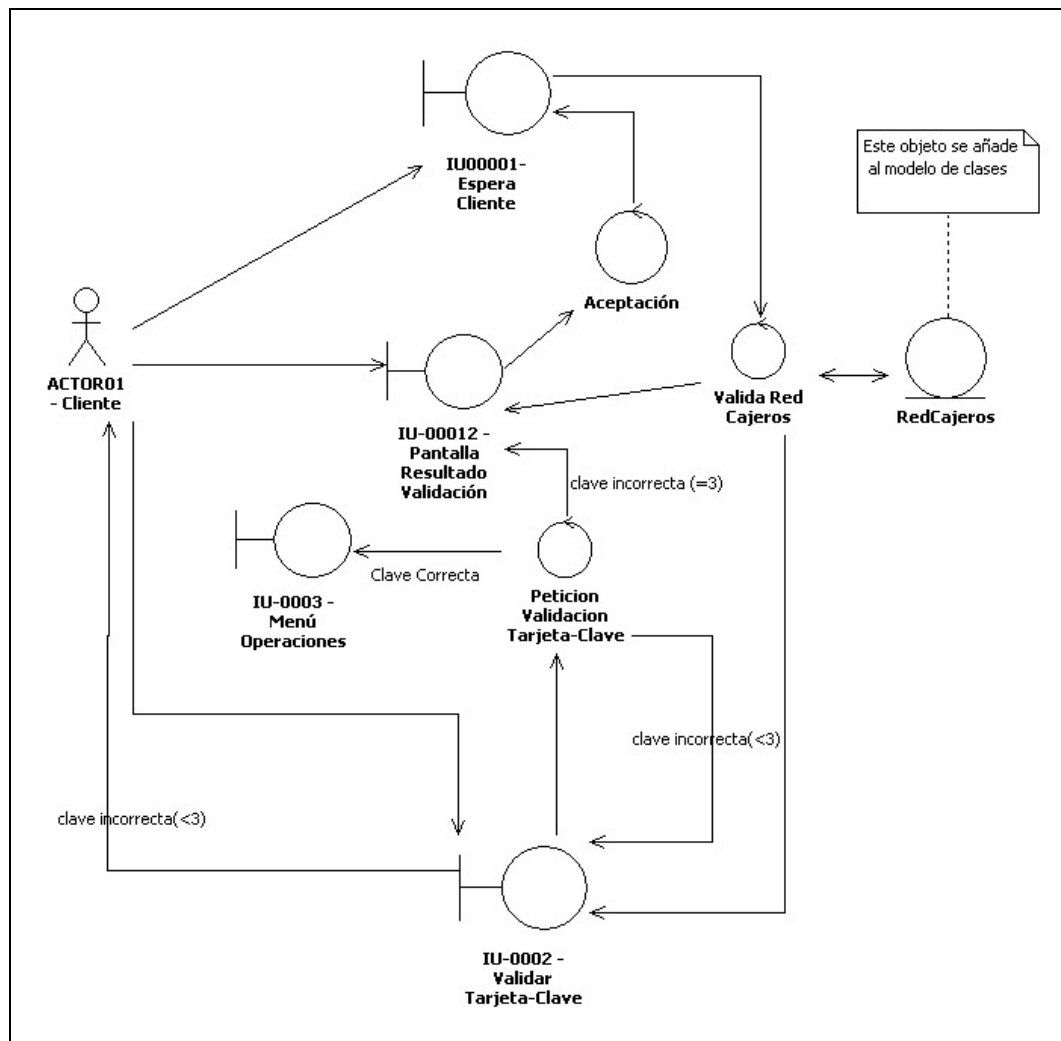 IU00001-
Espera
Cliente
Este objeto se añade
al modelo de clases
Aceptación
ACTOR01
- Cliente
IU-00012 -
Pantalla
Resultado
Validación
Valida Red
Cajeros
RedCajeros
clave incorrecta (=3)
Clave Correcta
IU-0003 -
Menú
Operaciones
Peticion
Validacion
Tarjeta-Clave
clave incorrecta(<3)
clave incorrecta(<3)
IU-0002 -
Validar
Tarjeta-Clave